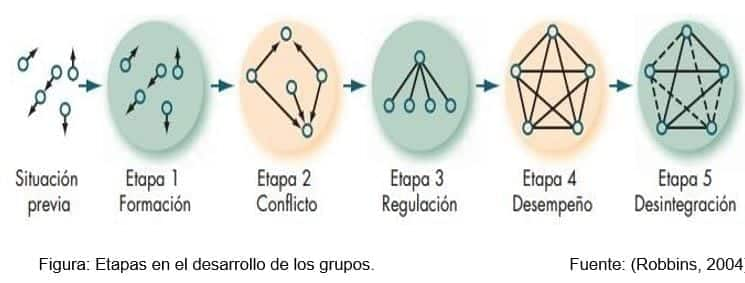 Situación previa
Etapa 1 Formación
Etapa 2 Conflicto
Etapa 3 Regulación
Etapa 4 Desempeño
Etapa 5 Desintegración
Figura: Etapas en el desarrollo de los grupos.
Fuente: (Robbins, 2004)